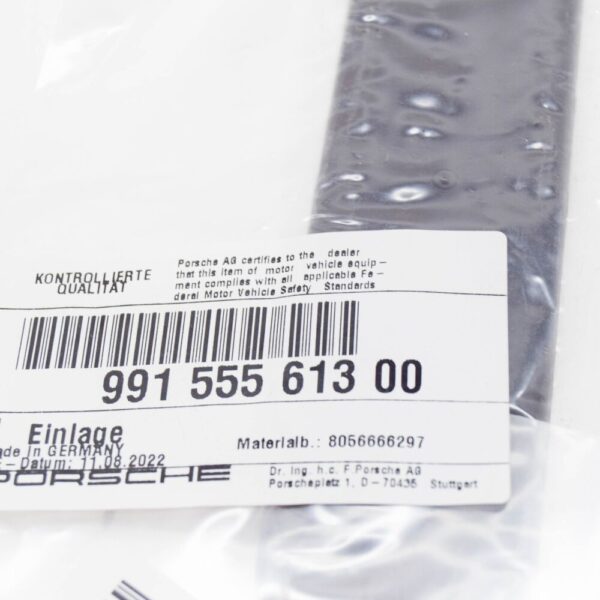 KONTROLLIERTE
QUALITÄT
Porsche AG certifies to the dealer
that this item of motor vehicle equip-
ment complies with all applicable Fe-
deral Motor Vehicle Safety Standards
991 555 613 00
Einlage
Materialb.: 8056666297
ade in GERMANY
- Datum: 11.08.2022
PORSCHE
Dr. Ing. h.c. F. Porsche AG
Porscheplatz 1, D-70435 Stuttgart